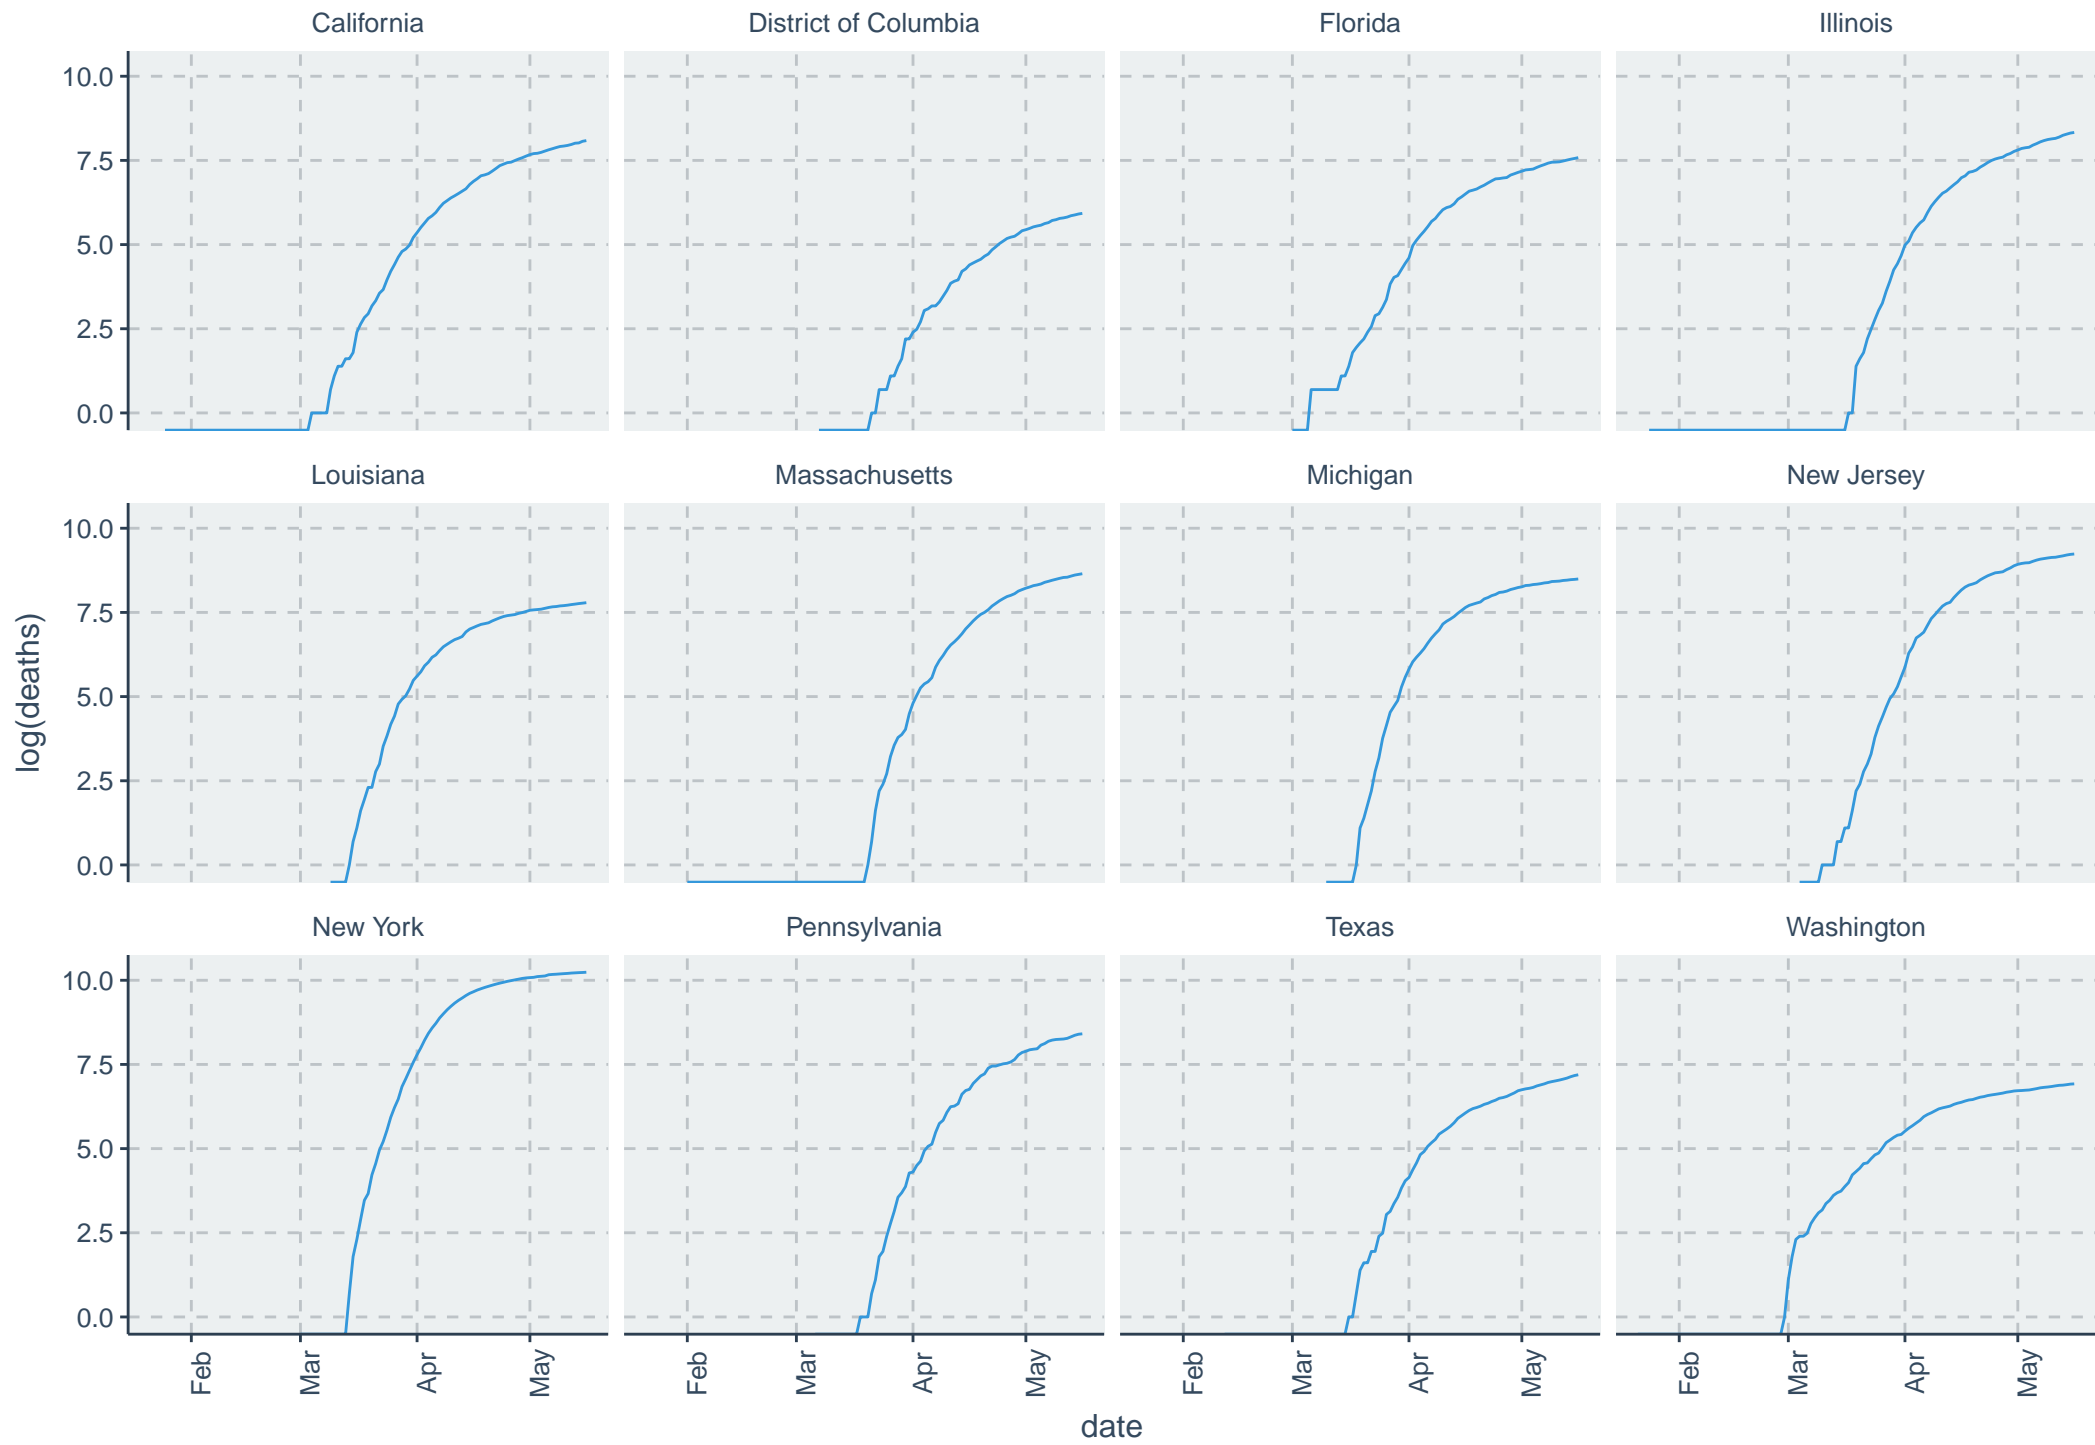 California District of Columbia Florida Illinois
10.0
7.5
5.0
2.5
0.0
Louisiana Massachusetts Michigan New Jersey
10.0
7.5
5.0
2.5
0.0
log(deaths)
New York Pennsylvania Texas Washington
10.0
7.5
5.0
2.5
0.0
Feb Mar Apr May Feb Mar Apr May Feb Mar Apr May Feb Mar Apr May
date